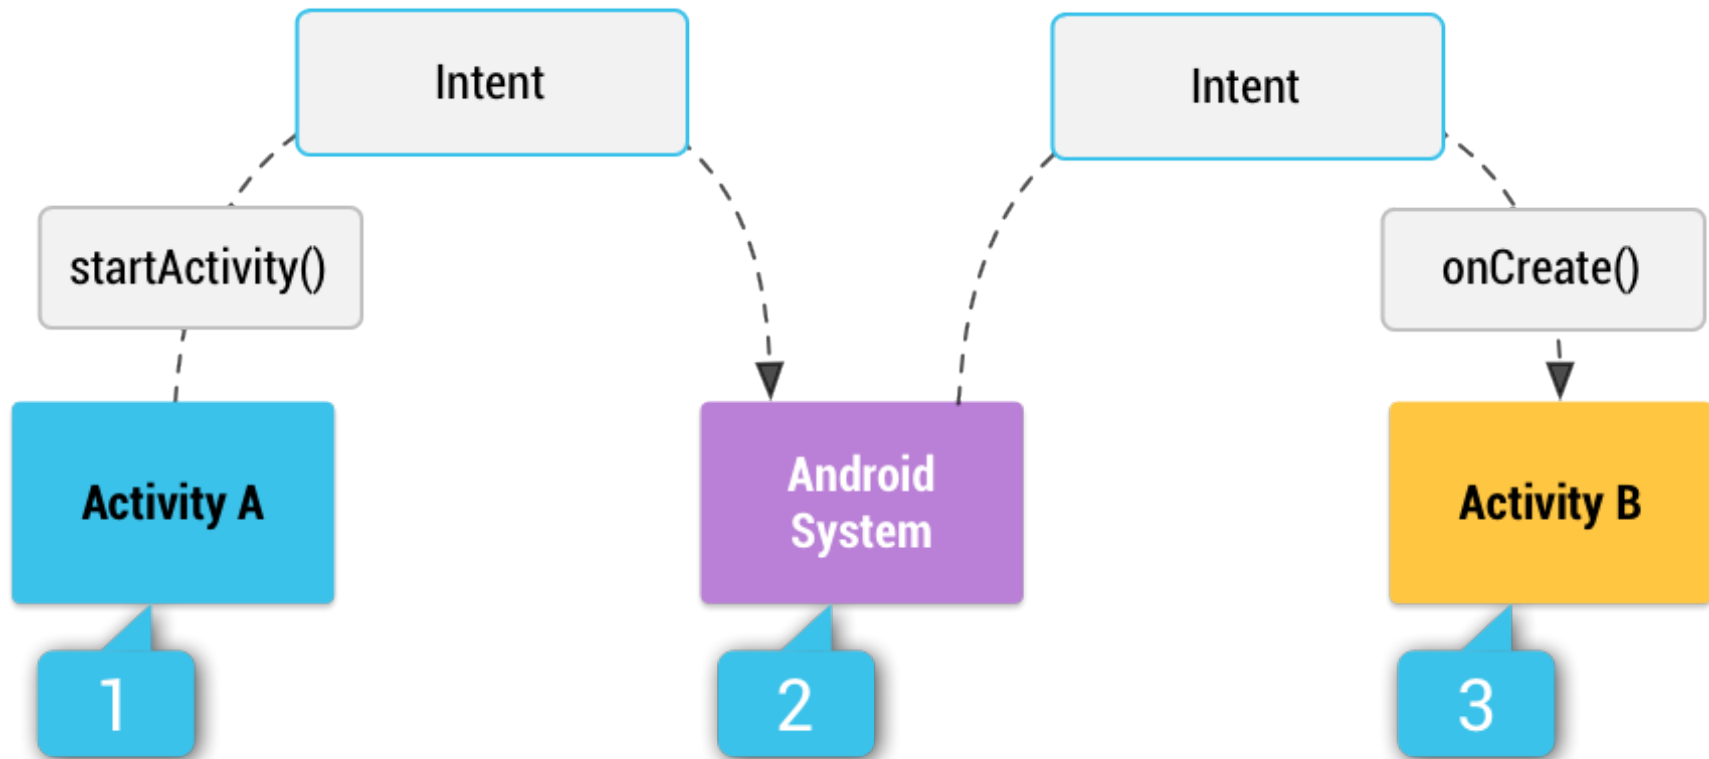 Intent
Intent
startActivity()
onCreate()
Activity A
Android
System
Activity B
1
2
3